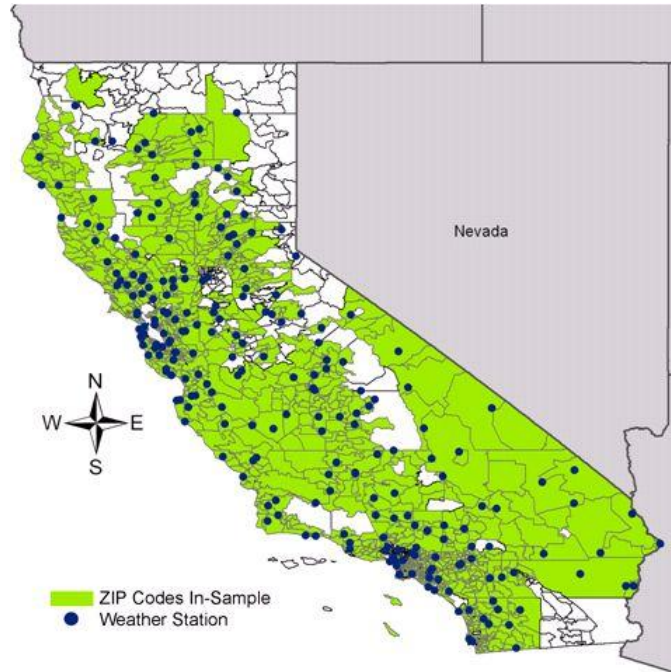 Nevada
N
W E
S
ZIP Codes In-Sample
Weather Station